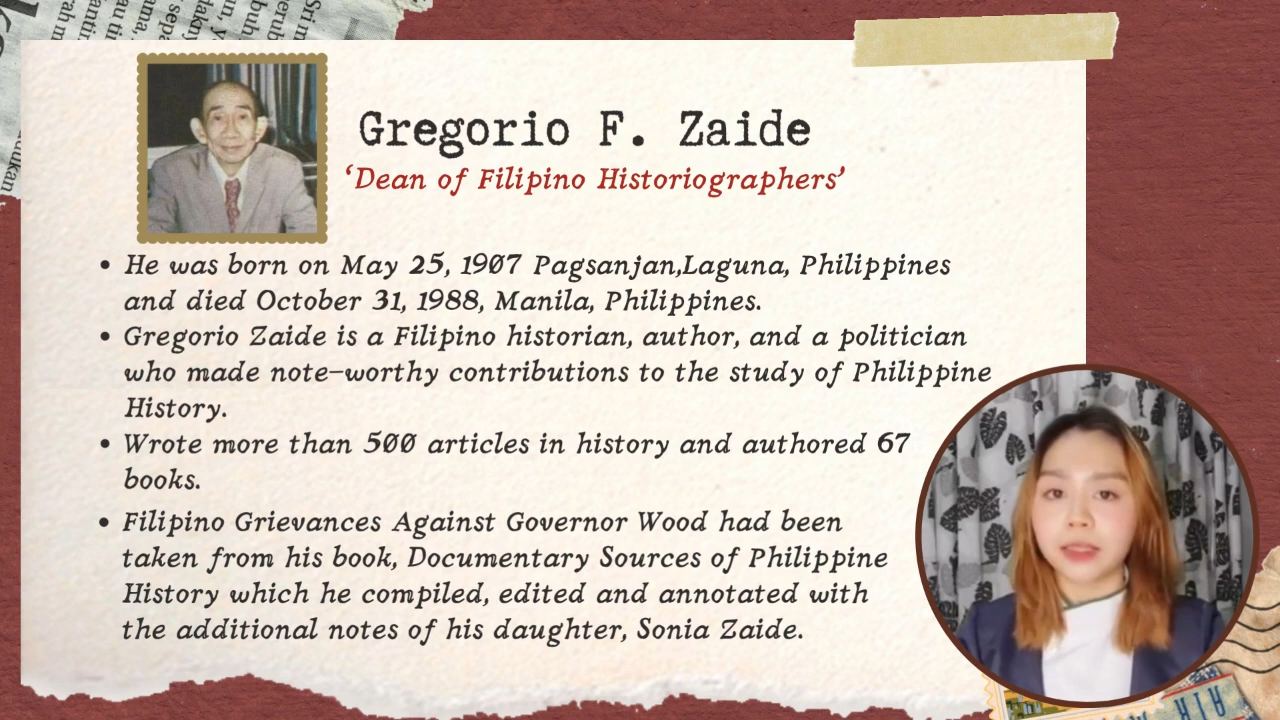 Gregorio F. Zaide
‘Dean of Filipino Historiographers’
• He was born on May 25, 1907 Pagsanjan,Laguna, Philippines
and died October 31, 1988, Manila, Philippines.
• Gregorio Zaide is a Filipino historian, author, and a politician
who made note-worthy contributions to the study of Philippine
History.
• Wrote more than 500 articles in history and authored 67
books.
• Filipino Grievances Against Governor Wood had been
taken from his book, Documentary Sources of Philippine
History which he compiled, edited and annotated with
the additional notes of his daughter, Sonia Zaide.
AIR